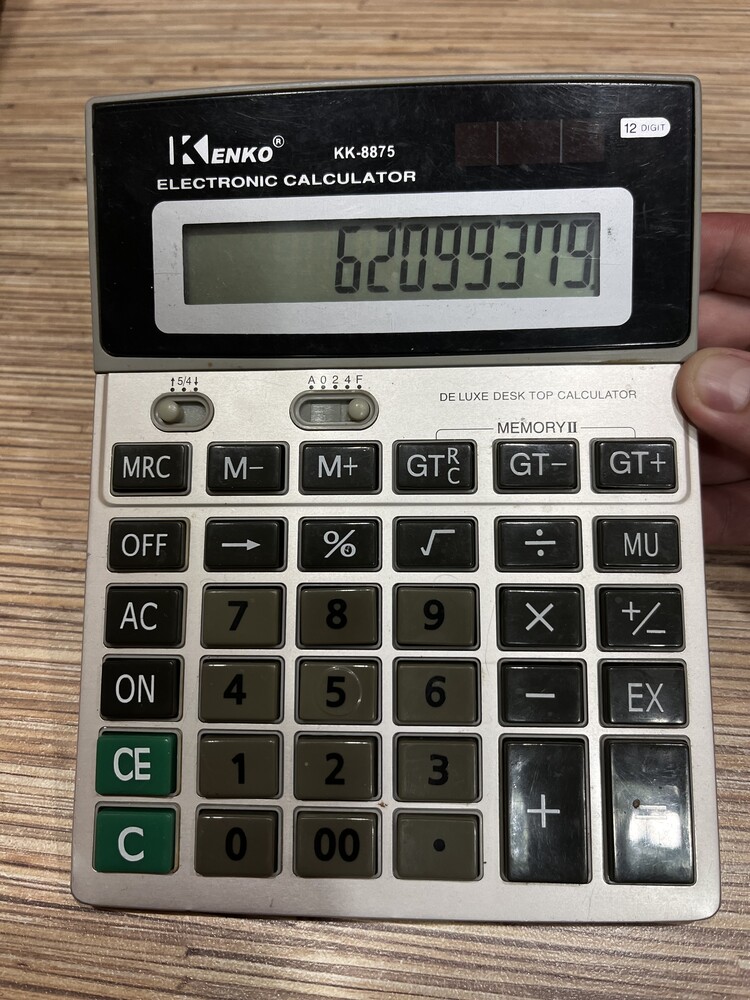 KENKO® KK-8875 12 DIGIT
ELECTRONIC CALCULATOR
62099379.
↑ 5/4 ↓ A 0 2 4 F
DE LUXE DESK TOP CALCULATOR
MEMORY II
MRC M− M+ GT RC GT− GT+
OFF → % √ ÷ MU
AC 7 8 9 × +/−
ON 4 5 6 − EX
CE 1 2 3 + =
C 0 00 .